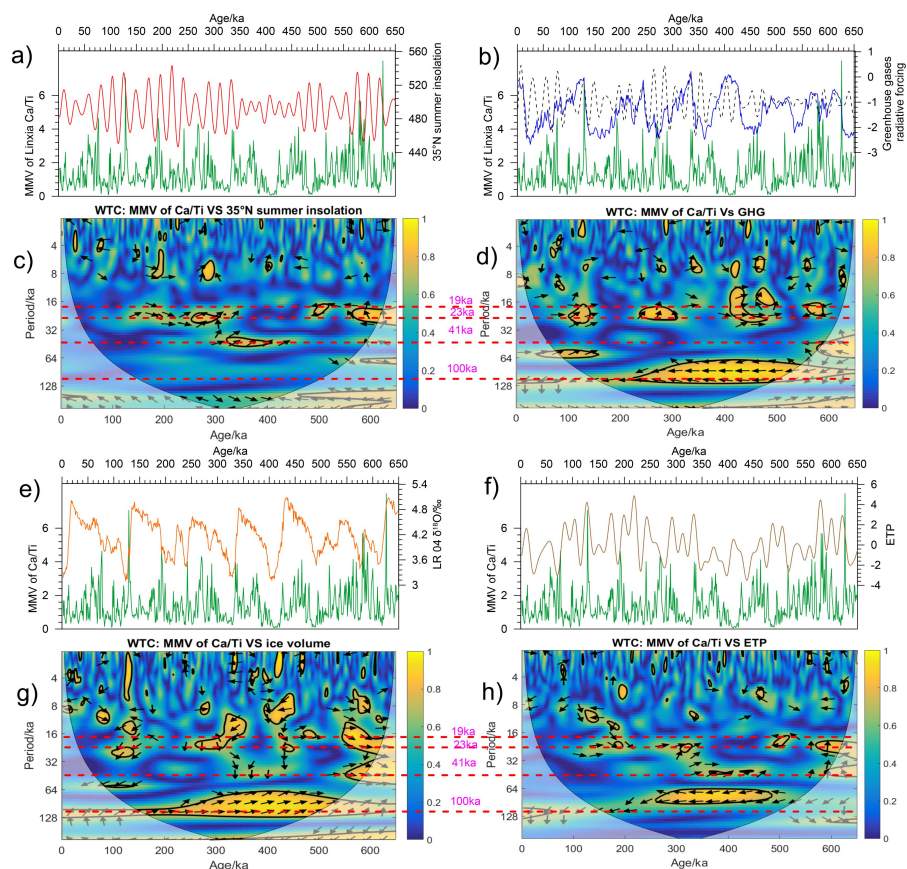 Age/ka
0 50 100 150 200 250 300 350 400 450 500 550 600 650
a)
MMV of Linxia Ca/Ti
6
4
2
0
560
520
480
440
35°N summer insolation
Age/ka
0 50 100 150 200 250 300 350 400 450 500 550 600 650
b)
MMV of Linxia Ca/Ti
6
4
2
0
1
0
-1
-2
-3
Greenhouse gases
radiative forcing
WTC: MMV of Ca/Ti VS 35°N summer insolation
c)
Period/ka
4
8
16
32
64
128
0 100 200 300 400 500 600
Age/ka
1
0.8
0.6
0.4
0.2
0
19ka
23ka
41ka
100ka
WTC: MMV of Ca/Ti Vs GHG
d)
Period/ka
4
8
16
32
64
128
0 100 200 300 400 500 600
Age/ka
1
0.8
0.6
0.4
0.2
0
Age/ka
0 50 100 150 200 250 300 350 400 450 500 550 600 650
e)
MMV of Ca/Ti
6
4
2
0
5.4
4.8
4.2
3.6
3
LR 04 δ18O/‰
Age/ka
0 50 100 150 200 250 300 350 400 450 500 550 600 650
f)
MMV of Linxia Ca/Ti
6
4
2
0
6
4
2
0
-2
-4
ETP
WTC: MMV of Ca/Ti VS ice volume
g)
Period/ka
4
8
16
32
64
128
0 100 200 300 400 500 600
Age/ka
1
0.8
0.6
0.4
0.2
0
19ka
23ka
41ka
100ka
WTC: MMV of Ca/Ti VS ETP
h)
Period/ka
4
8
16
32
64
128
0 100 200 300 400 500 600
Age/ka
1
0.8
0.6
0.4
0.2
0